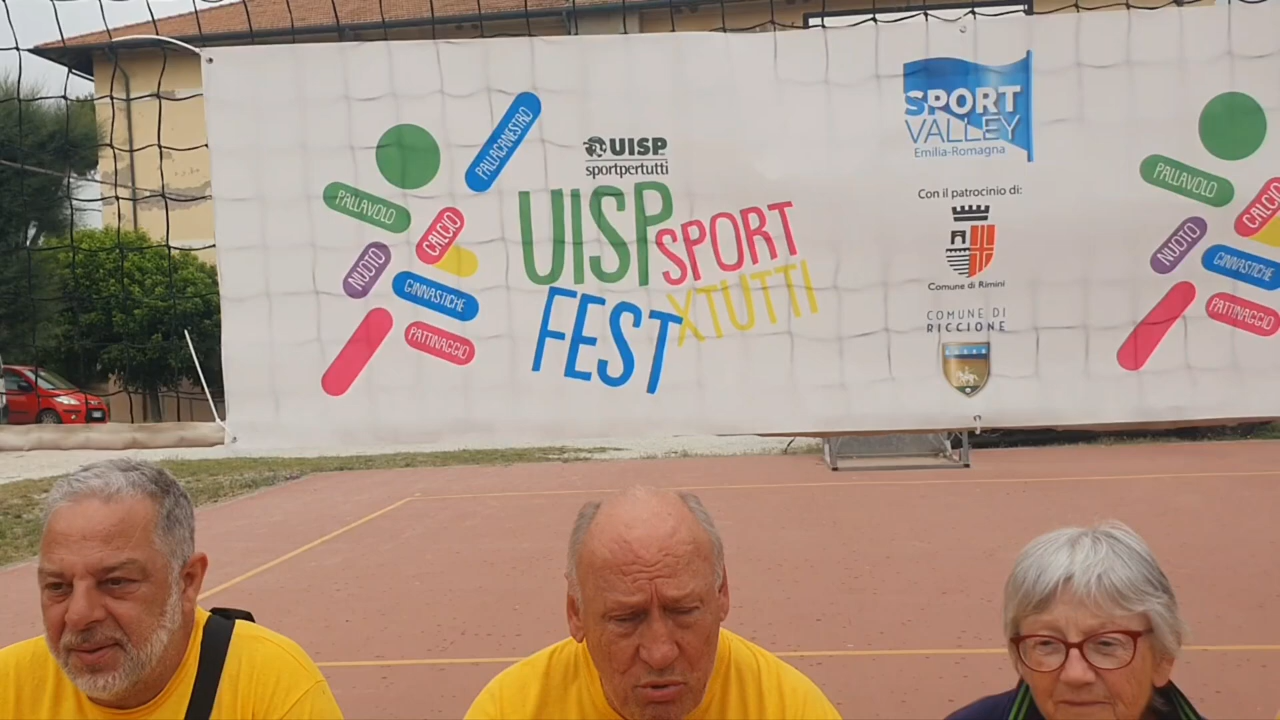 PALLACANESTRO
PALLAVOLO
CALCIO
NUOTO
GINNASTICHE
PATTINAGGIO
UISP
sportpertutti
UISP SPORT
FEST XTUTTI
SPORT
VALLEY
Emilia-Romagna
Con il patrocinio di:
Comune di Rimini
COMUNE DI
RICCIONE
PALLAVOLO
CALCIO
NUOTO
GINNASTICHE
PATTINAGGIO